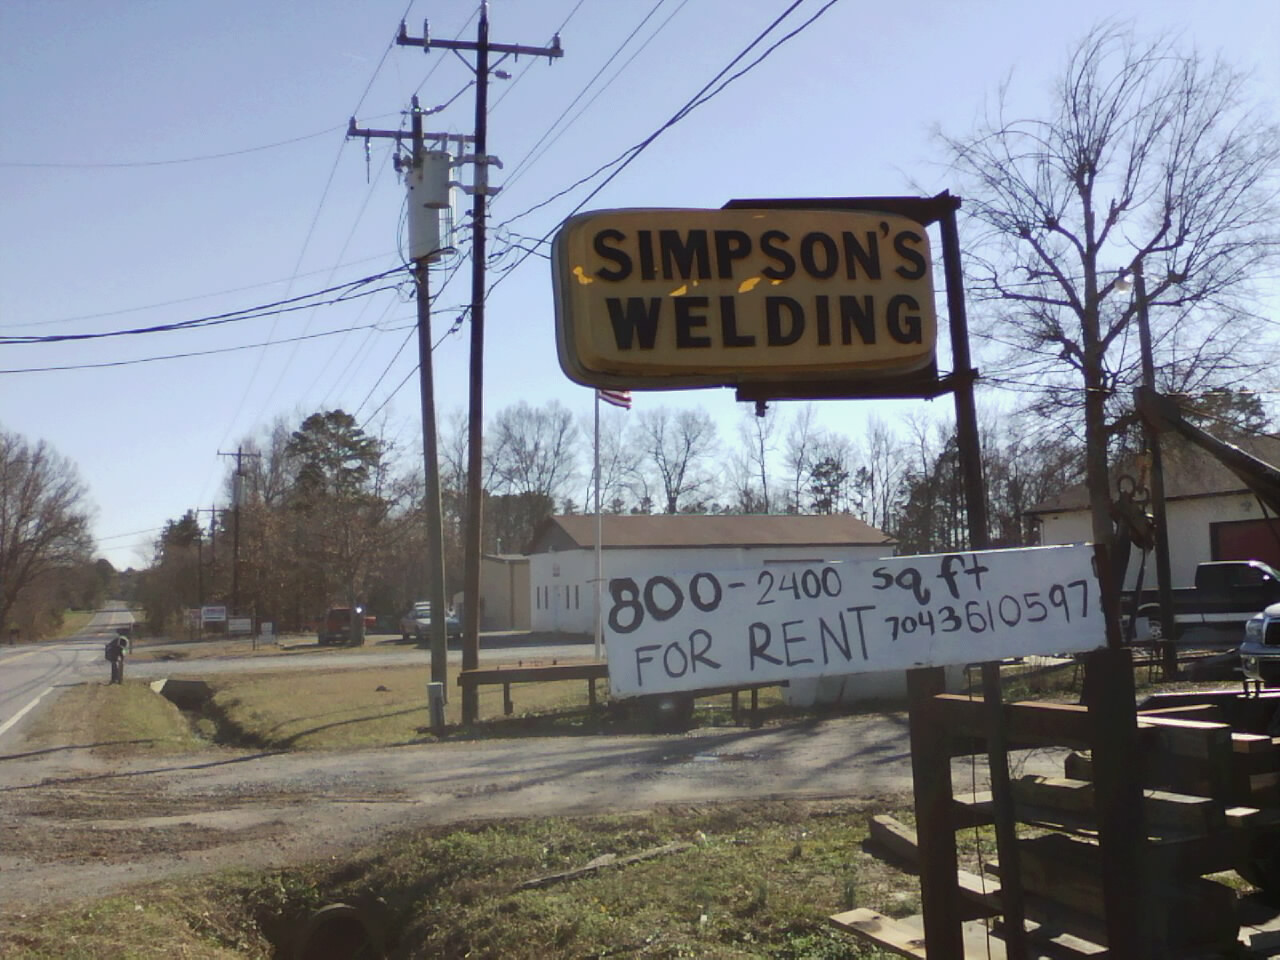 SIMPSON'S
WELDING
800-2400 sq ft
FOR RENT 7043610597